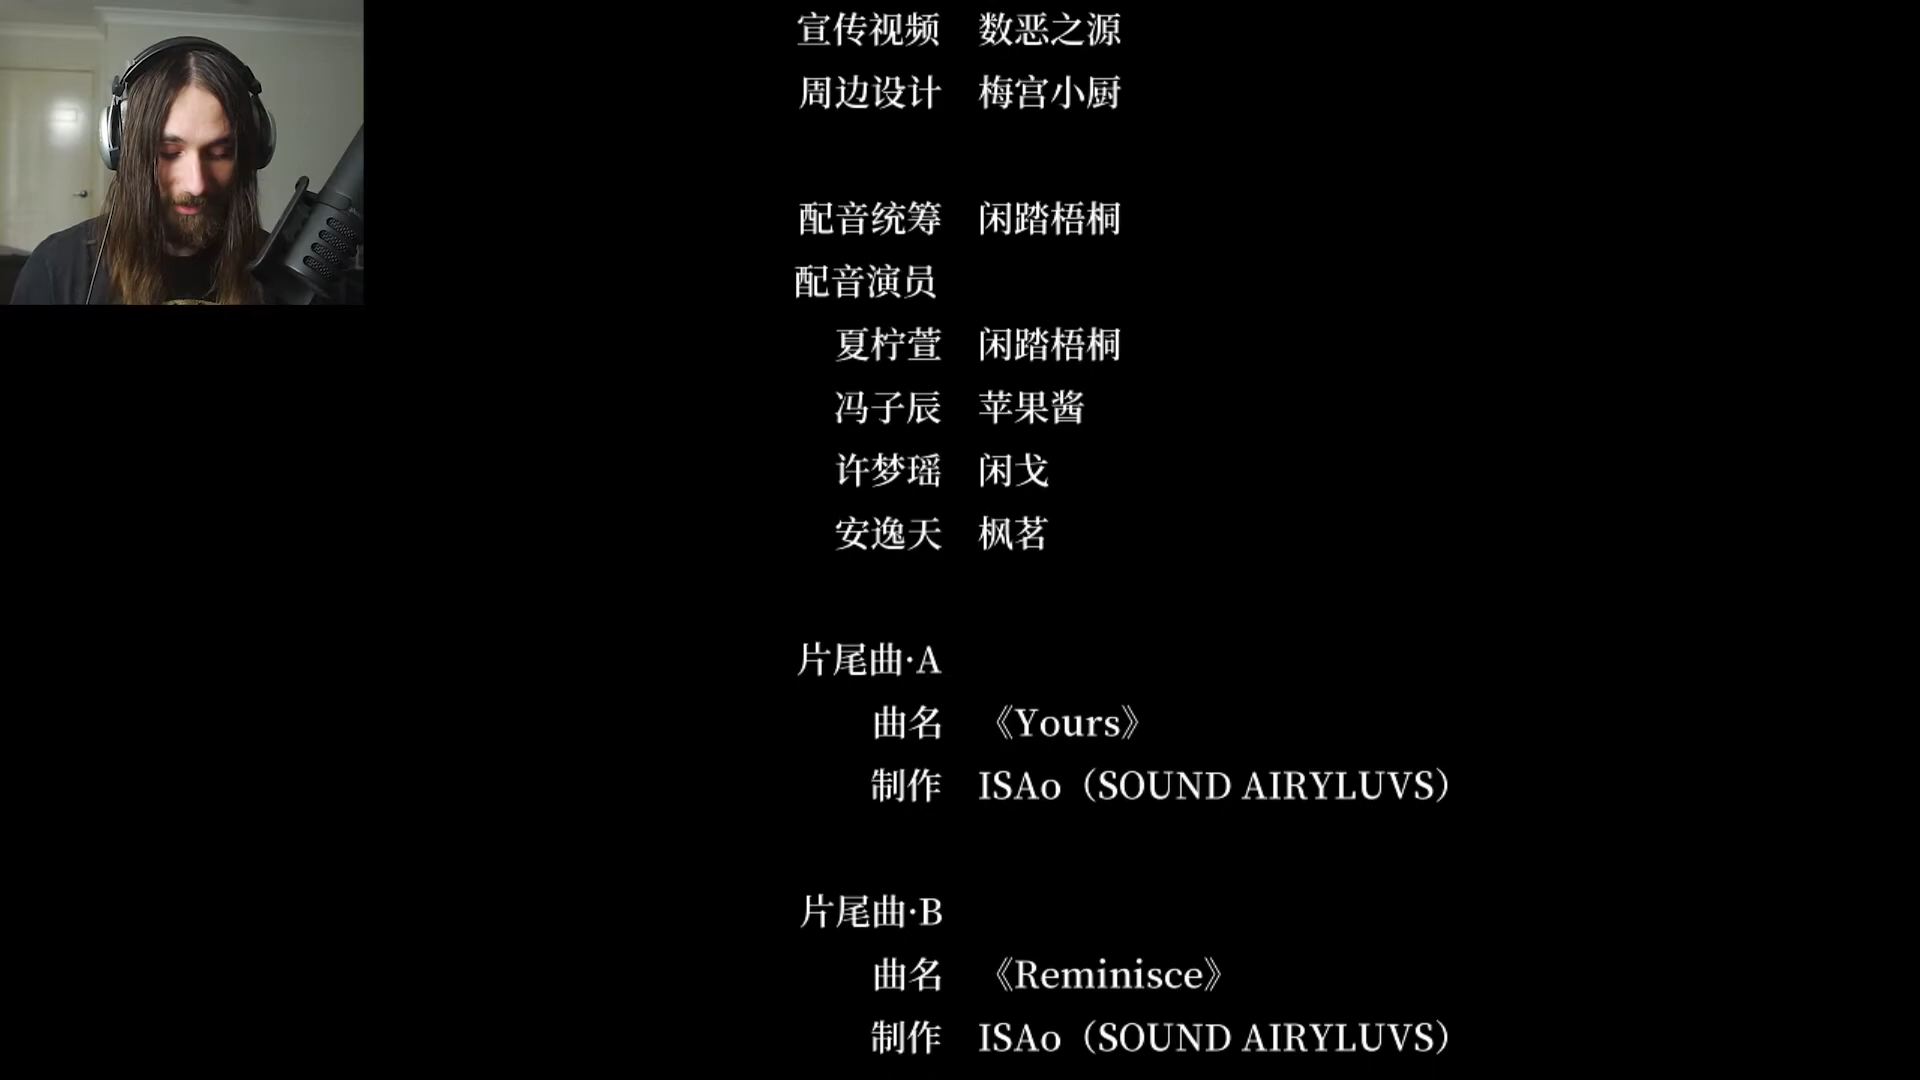 宣传视频 数恶之源
周边设计 梅宫小厨
配音统筹 闲踏梧桐
配音演员
夏柠萱 闲踏梧桐
冯子辰 苹果酱
许梦瑶 闲戈
安逸天 枫茗
片尾曲·A
曲名 《Yours》
制作 ISAo（SOUND AIRYLUVS）
片尾曲·B
曲名 《Reminisce》
制作 ISAo（SOUND AIRYLUVS）